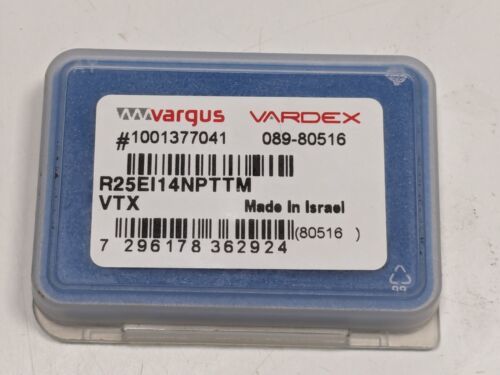 vargus VARDEX
#1001377041 089-80516
R25EI14NPTTM
VTX Made In Israel
(80516 )
7 296178 362924